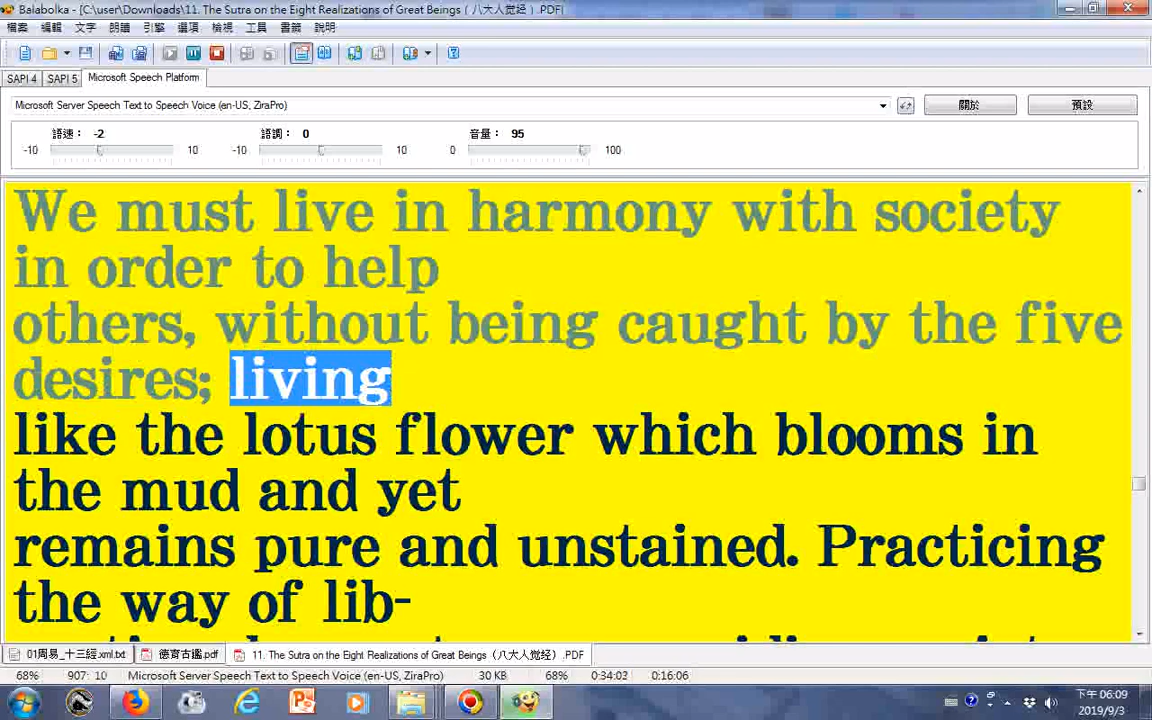 Balabolka - [C:\user\Downloads\11. The Sutra on the Eight Realizations of Great Beings（八大人觉经）.PDF]
檔案 編輯 文字 朗讀 引擎 選項 檢視 工具 書籤 說明
SAPI 4 SAPI 5 Microsoft Speech Platform
Microsoft Server Speech Text to Speech Voice (en-US, ZiraPro) 關於 預設
語速： -2 語調： 0 音量： 95
-10 10 -10 10 0 100
We must live in harmony with society
in order to help
others, without being caught by the five
desires; living
like the lotus flower which blooms in
the mud and yet
remains pure and unstained. Practicing
the way of lib-
01周易_十三經.xml.txt 德育古鑑.pdf 11. The Sutra on the Eight Realizations of Great Beings（八大人觉经）.PDF
68% 907: 10 Microsoft Server Speech Text to Speech Voice (en-US, ZiraPro) 30 KB 68% 0:34:02 0:16:06
下午 06:09
2019/9/3